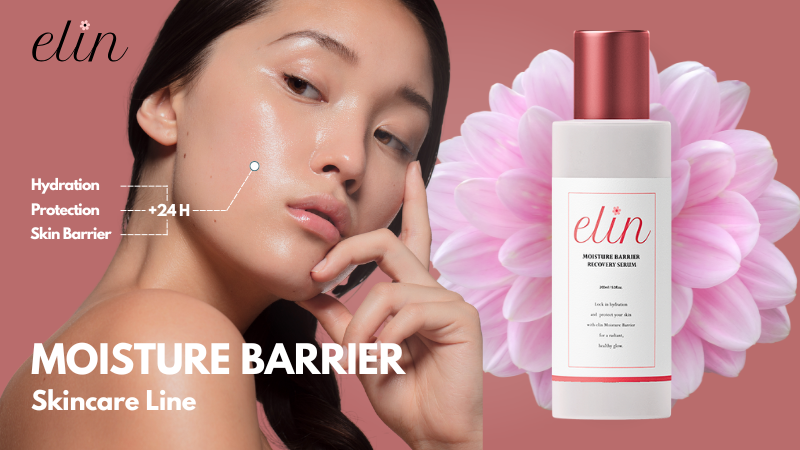 elin
Hydration
Protection
+24 H
Skin Barrier
MOISTURE BARRIER
Skincare Line
elin
MOISTURE BARRIER
RECOVERY SERUM
Lock in hydration
and protect your skin
with elin Moisture Barrier
for a radiant,
healthy glow